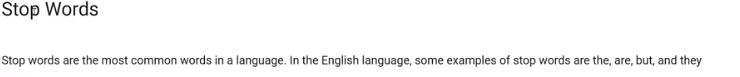 Stop Words
Stop words are the most common words in a language. In the English language, some examples of stop words are the, are, but, and they